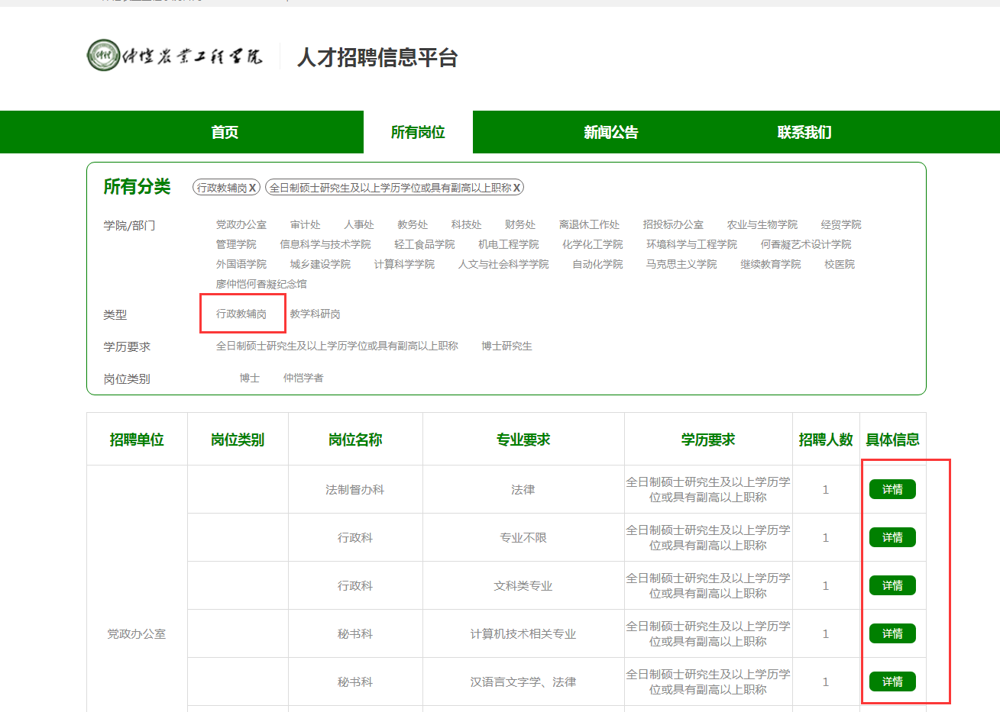 仲恺农业工程学院 人才招聘信息平台
首页 所有岗位 新闻公告 联系我们
所有分类 行政教辅岗 X 全日制硕士研究生及以上学历学位或具有副高以上职称 X
学院/部门 党政办公室 审计处 人事处 教务处 科技处 财务处 离退休工作处 招投标办公室 农业与生物学院 经贸学院
管理学院 信息科学与技术学院 轻工食品学院 机电工程学院 化学化工学院 环境科学与工程学院 何香凝艺术设计学院
外国语学院 城乡建设学院 计算科学学院 人文与社会科学学院 自动化学院 马克思主义学院 继续教育学院 校医院
廖仲恺何香凝纪念馆
类型 行政教辅岗 教学科研岗
学历要求 全日制硕士研究生及以上学历学位或具有副高以上职称 博士研究生
岗位类别 博士 仲恺学者
招聘单位 岗位类别 岗位名称 专业要求 学历要求 招聘人数 具体信息
法制督办科 法律 全日制硕士研究生及以上学历学
位或具有副高以上职称 1 详情
行政科 专业不限 全日制硕士研究生及以上学历学
位或具有副高以上职称 1 详情
行政科 文科类专业 全日制硕士研究生及以上学历学
位或具有副高以上职称 1 详情
党政办公室 秘书科 计算机技术相关专业 全日制硕士研究生及以上学历学
位或具有副高以上职称 1 详情
秘书科 汉语言文字学、法律 全日制硕士研究生及以上学历学
位或具有副高以上职称 1 详情